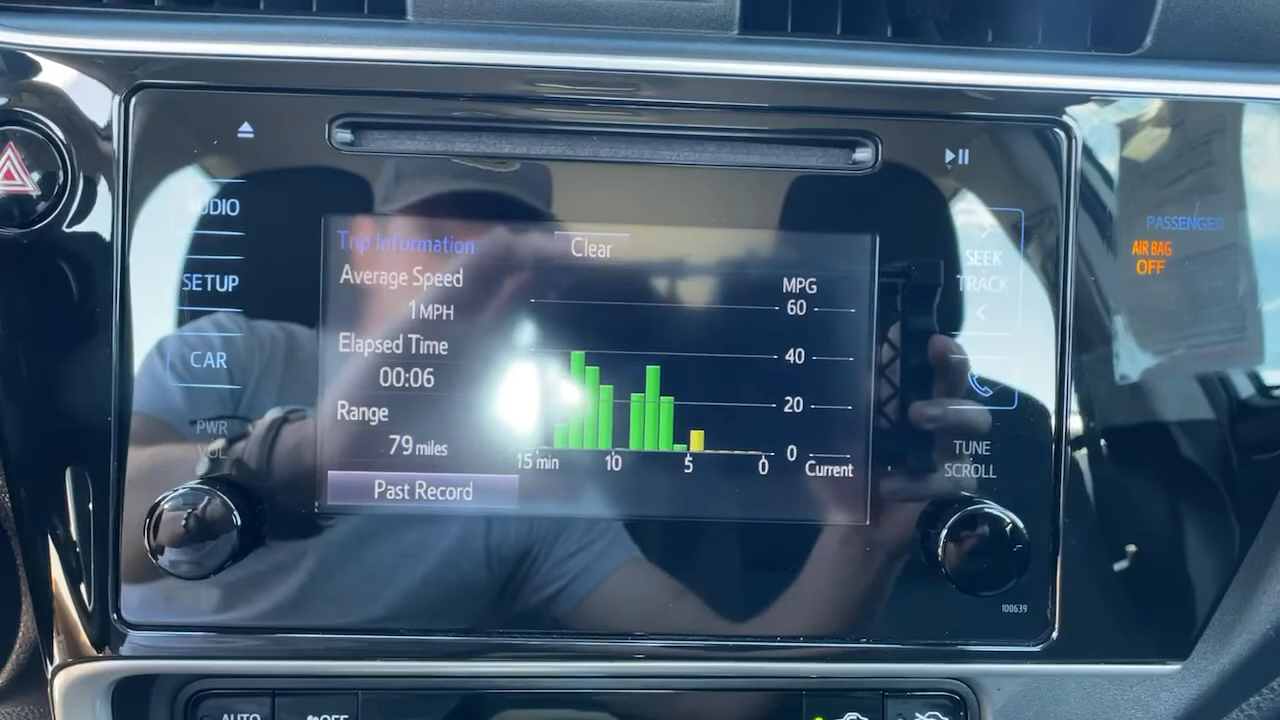 AUDIO
SETUP
CAR
PWR
VOL
Trip Information
Clear
Average Speed
1 MPH
Elapsed Time
00:06
Range
79 miles
Past Record
MPG
60
40
20
0
15 min 10 5 0 Current
SEEK
TRACK
TUNE
SCROLL
100639
PASSENGER
AIR BAG
OFF
AUTO
OFF